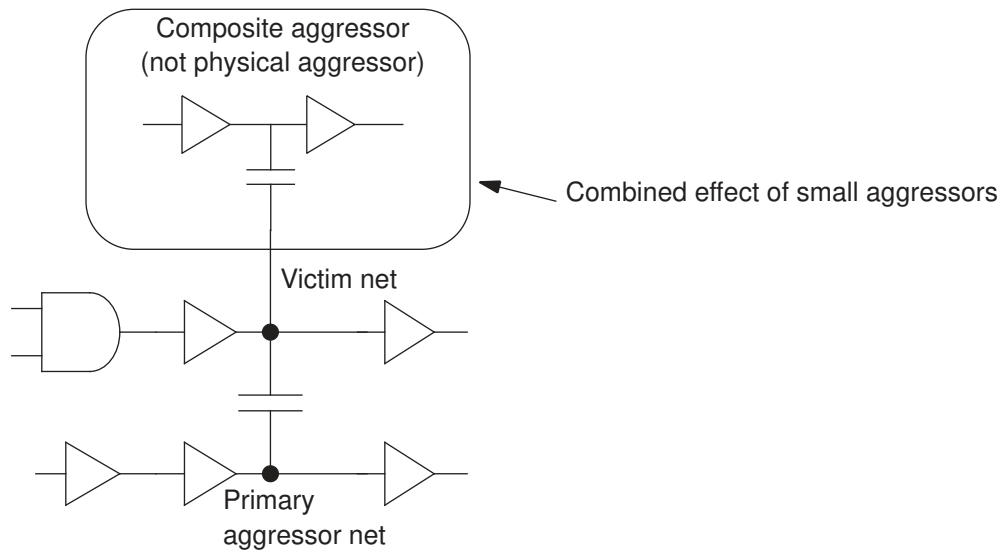 Composite aggressor
(not physical aggressor)
Combined effect of small aggressors
Victim net
Primary
aggressor net